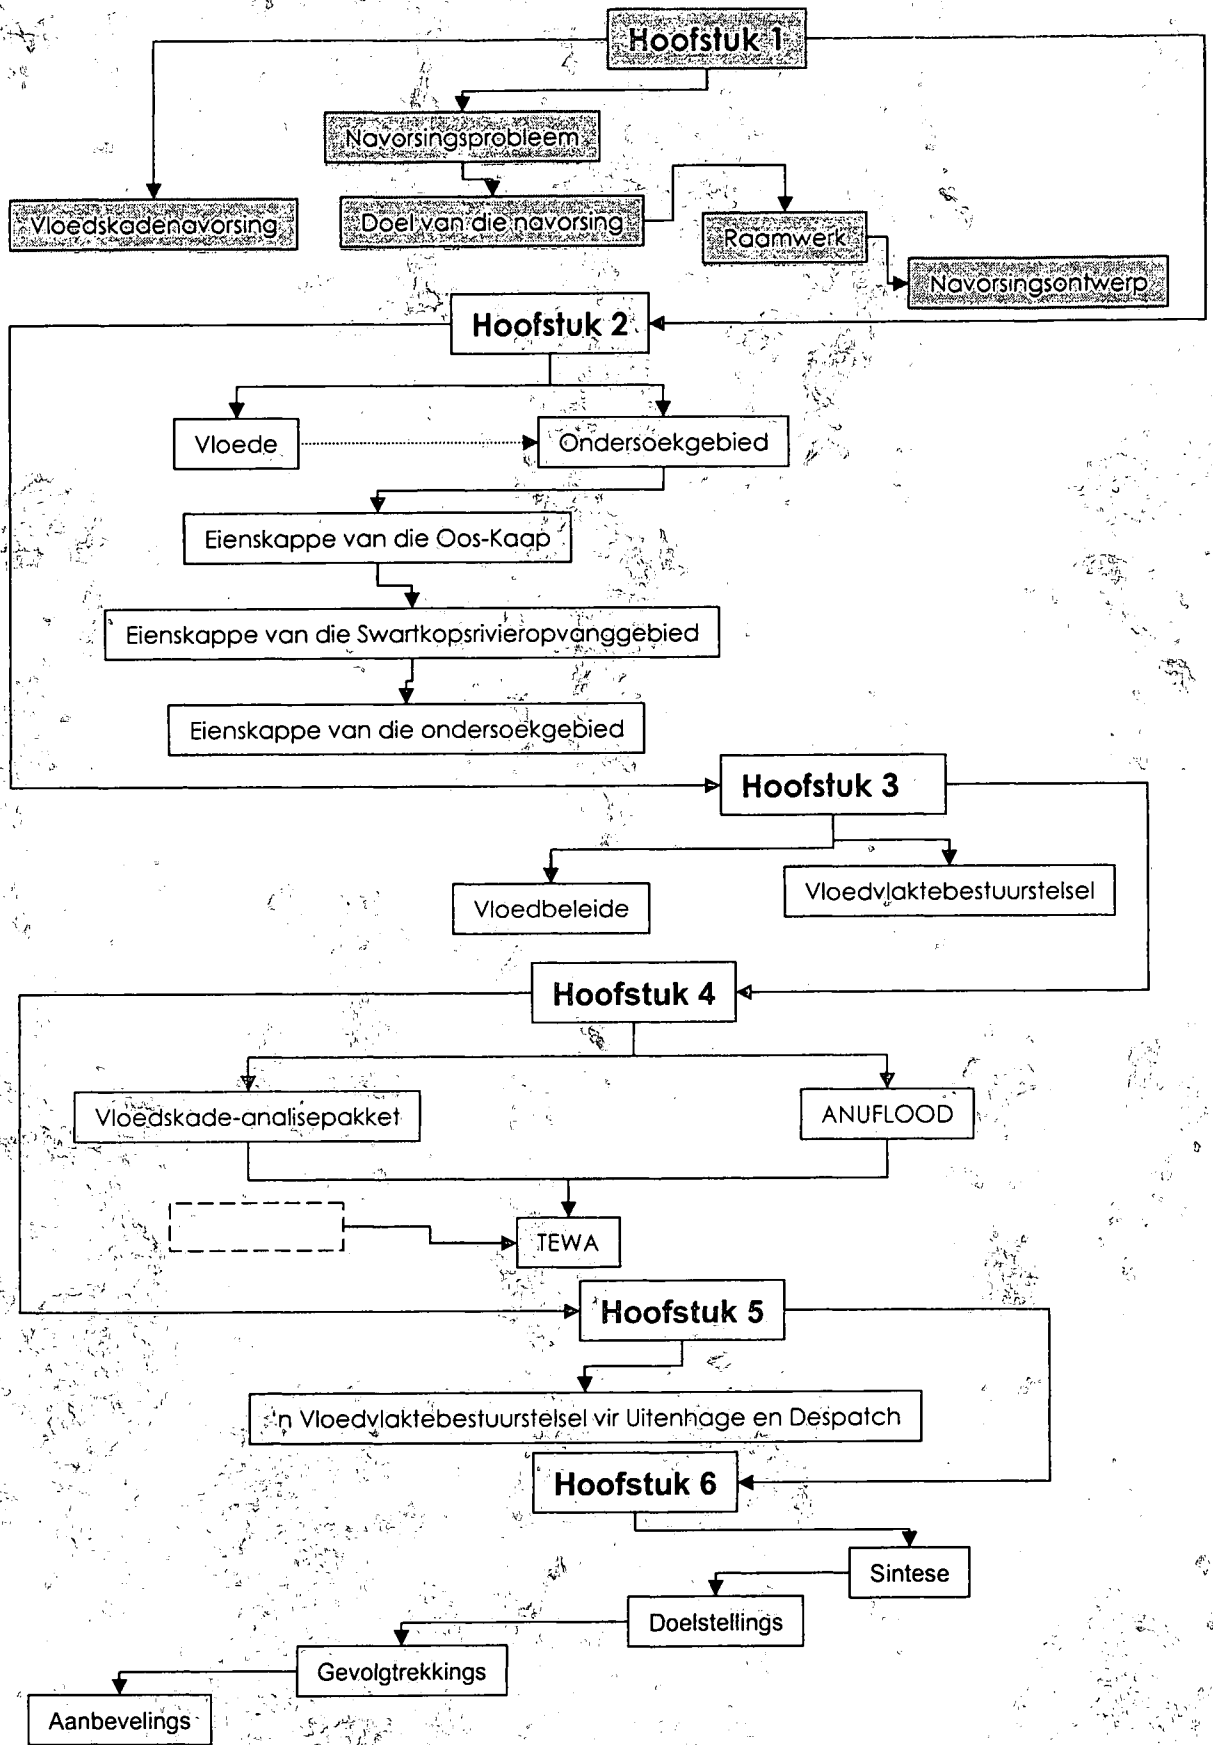 Hoofstuk 1
Navorsingsprobleem
Vloedskadenavorsing
Doel van die navorsing
Raamwerk
Navorsingsontwerp
Hoofstuk 2
Vloede
Ondersoekgebied
Eienskappe van die Oos-Kaap
Eienskappe van die Swartkopsrivieropvanggebied
Eienskappe van die ondersoekgebied
Hoofstuk 3
Vloedbeleide
Vloedvlaktebestuurstelsel
Hoofstuk 4
Vloedskade-analisepakket
ANUFLOOD
TEWA
Hoofstuk 5
'n Vloedvlaktebestuurstelsel vir Uitenhage en Despatch
Hoofstuk 6
Sintese
Doelstellings
Gevolgtrekkings
Aanbevelings